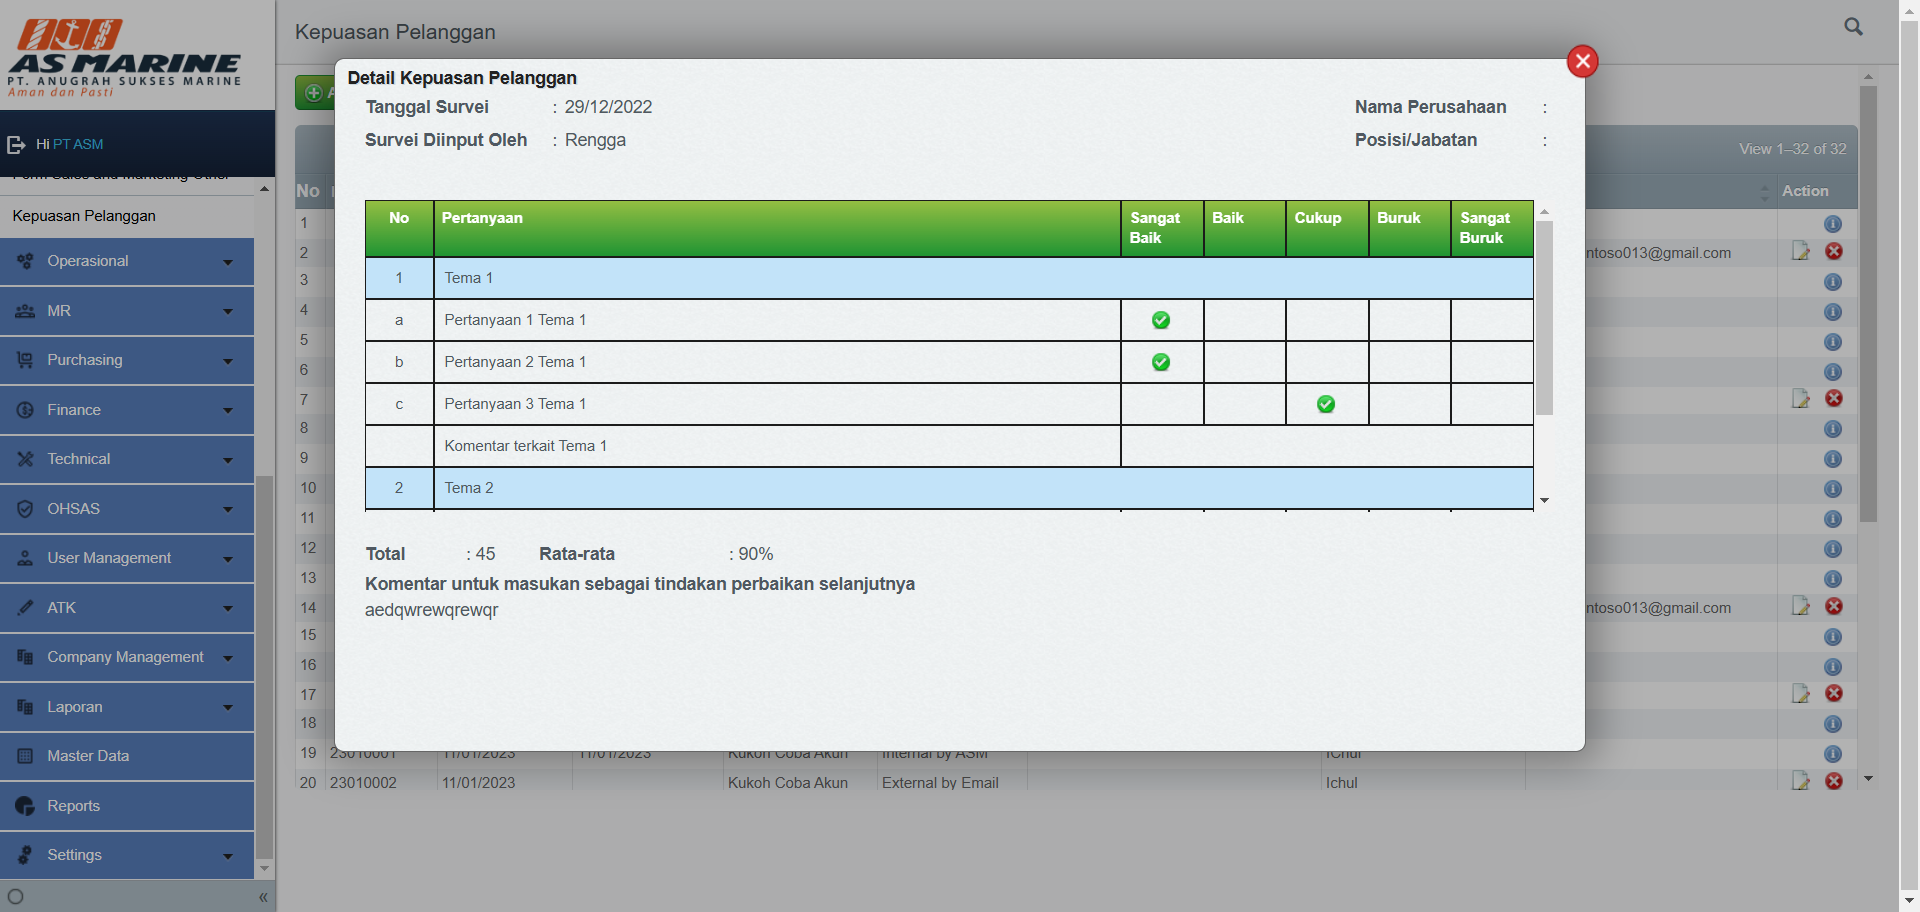 AS MARINE
PT. ANUGRAH SUKSES MARINE
Aman dan Pasti
Hi PT ASM
Form Sales and Marketing Other
Kepuasan Pelanggan
Operasional
MR
Purchasing
Finance
Technical
OHSAS
User Management
ATK
Company Management
Laporan
Master Data
Reports
Settings
«
Kepuasan Pelanggan
Detail Kepuasan Pelanggan
Tanggal Survei : 29/12/2022 Nama Perusahaan :
Survei Diinput Oleh : Rengga Posisi/Jabatan :
No Pertanyaan Sangat Baik Baik Cukup Buruk Sangat Buruk
1 Tema 1
a Pertanyaan 1 Tema 1
b Pertanyaan 2 Tema 1
c Pertanyaan 3 Tema 1
Komentar terkait Tema 1
2 Tema 2
Total : 45 Rata-rata : 90%
Komentar untuk masukan sebagai tindakan perbaikan selanjutnya
aedqwrewqrewqr
View 1–32 of 32
No Action
1
2 ntoso013@gmail.com
3
4
5
6
7
8
9
10
11
12
13
14 ntoso013@gmail.com
15
16
17
18
19 23010001 11/01/2023 11/01/2023 Kukoh Coba Akun Internal by ASM Ichul
20 23010002 11/01/2023 Kukoh Coba Akun External by Email Ichul